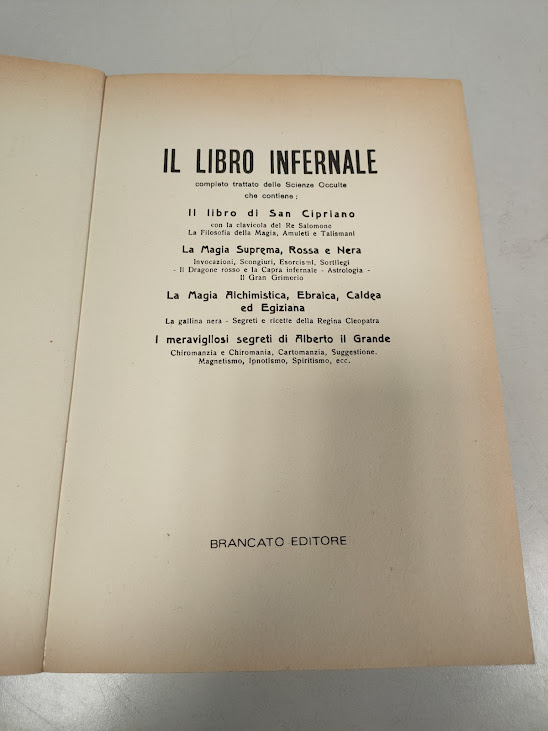 IL LIBRO INFERNALE
completo trattato delle Scienze Occulte
che contiene :
Il libro di San Cipriano
con la clavicola del Re Salomone
La Filosofia della Magia, Amuleti e Talismani
La Magia Suprema, Rossa e Nera
Invocazioni, Scongiuri, Esorcismi, Sortilegi
- Il Dragone rosso e la Capra infernale - Astrologia -
Il Gran Grimorio
La Magia Alchimistica, Ebraica, Caldea
ed Egiziana
La gallina nera - Segreti e ricette della Regina Cleopatra
I meravigliosi segreti di Alberto il Grande
Chiromanzia e Chiromania, Cartomanzia, Suggestione.
Magnetismo, Ipnotismo, Spiritismo, ecc.
BRANCATO EDITORE